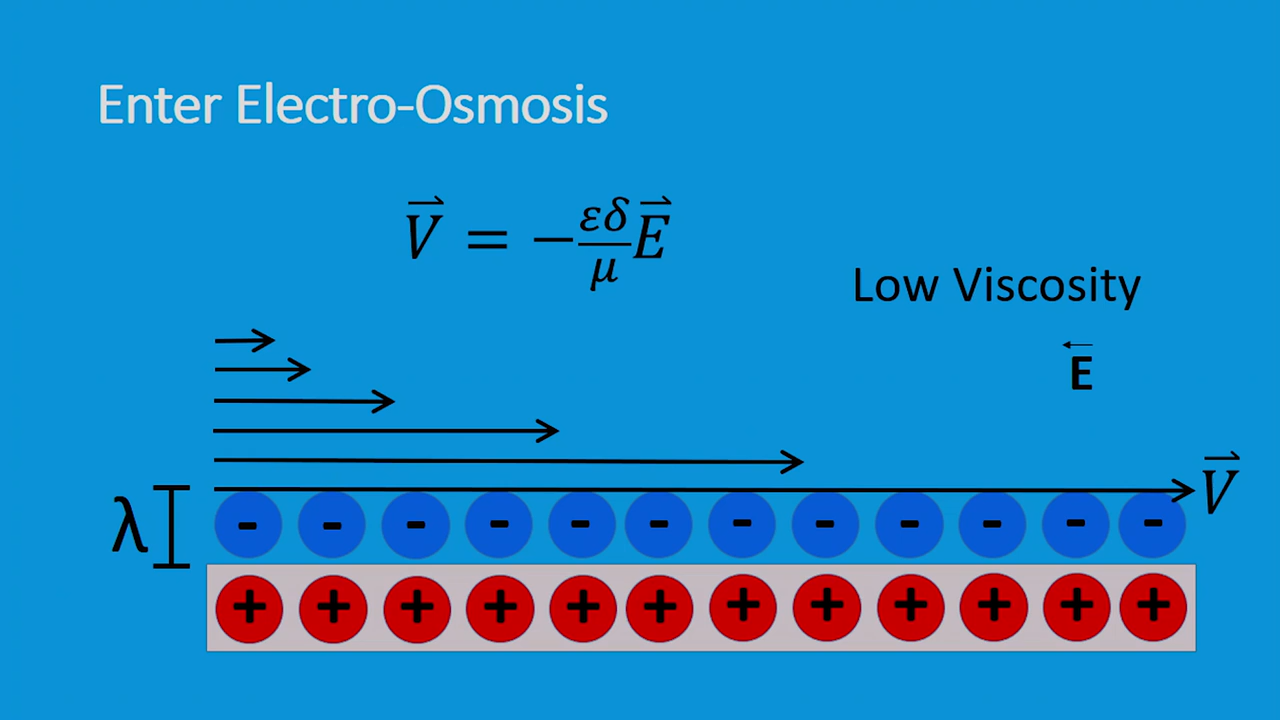 Enter Electro-Osmosis
V⃗ = −εδ/μ E⃗
Low Viscosity
E
V⃗
λ
- - - - - - - - - - - -
+ + + + + + + + + + + +